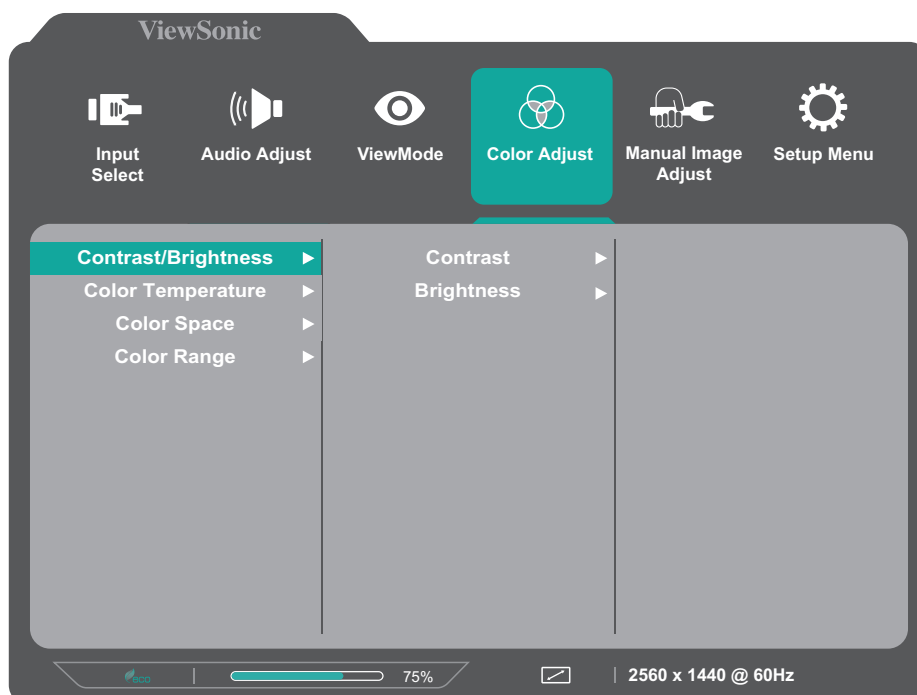 ViewSonic
Input
Select
Audio Adjust
ViewMode
Color Adjust
Manual Image
Adjust
Setup Menu
Contrast/Brightness
Color Temperature
Color Space
Color Range
Contrast
Brightness
eco
75%
2560 x 1440 @ 60Hz